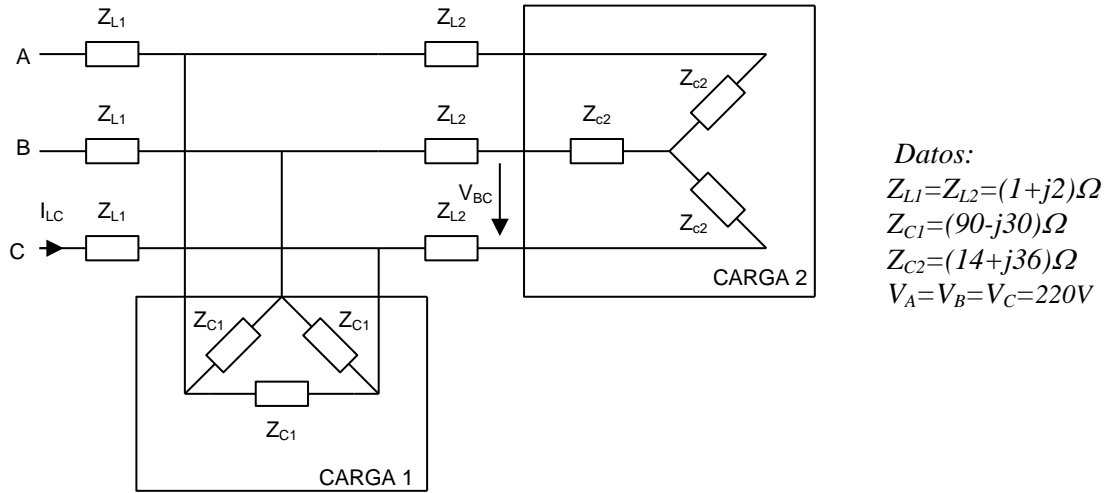 Z_L1 Z_L2
A
Z_c2
Z_L1 Z_L2 Z_c2
B
V_BC
I_LC Z_L1 Z_L2 Z_c2
C
CARGA 2
Z_C1 Z_C1
Z_C1
CARGA 1
Datos:
Z_L1=Z_L2=(1+j2)Ω
Z_C1=(90-j30)Ω
Z_C2=(14+j36)Ω
V_A=V_B=V_C=220V